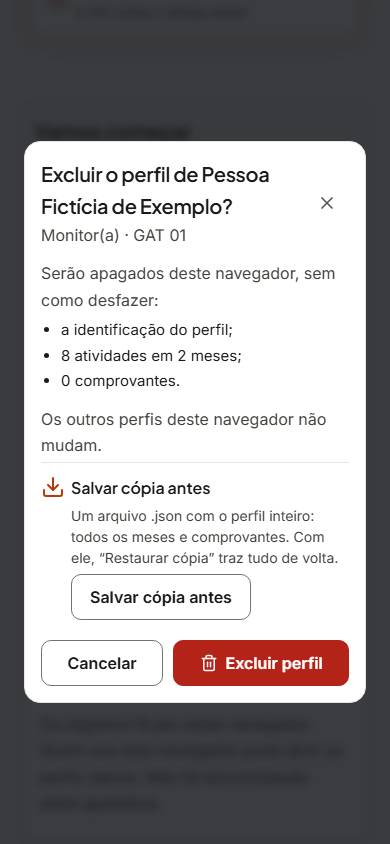 Excluir o perfil de Pessoa
Fictícia de Exemplo?
Monitor(a) · GAT 01
Serão apagados deste navegador, sem
como desfazer:
• a identificação do perfil;
• 8 atividades em 2 meses;
• 0 comprovantes.
Os outros perfis deste navegador não
mudam.
Salvar cópia antes
Um arquivo .json com o perfil inteiro:
todos os meses e comprovantes. Com
ele, “Restaurar cópia” traz tudo de volta.
Salvar cópia antes
Cancelar
Excluir perfil